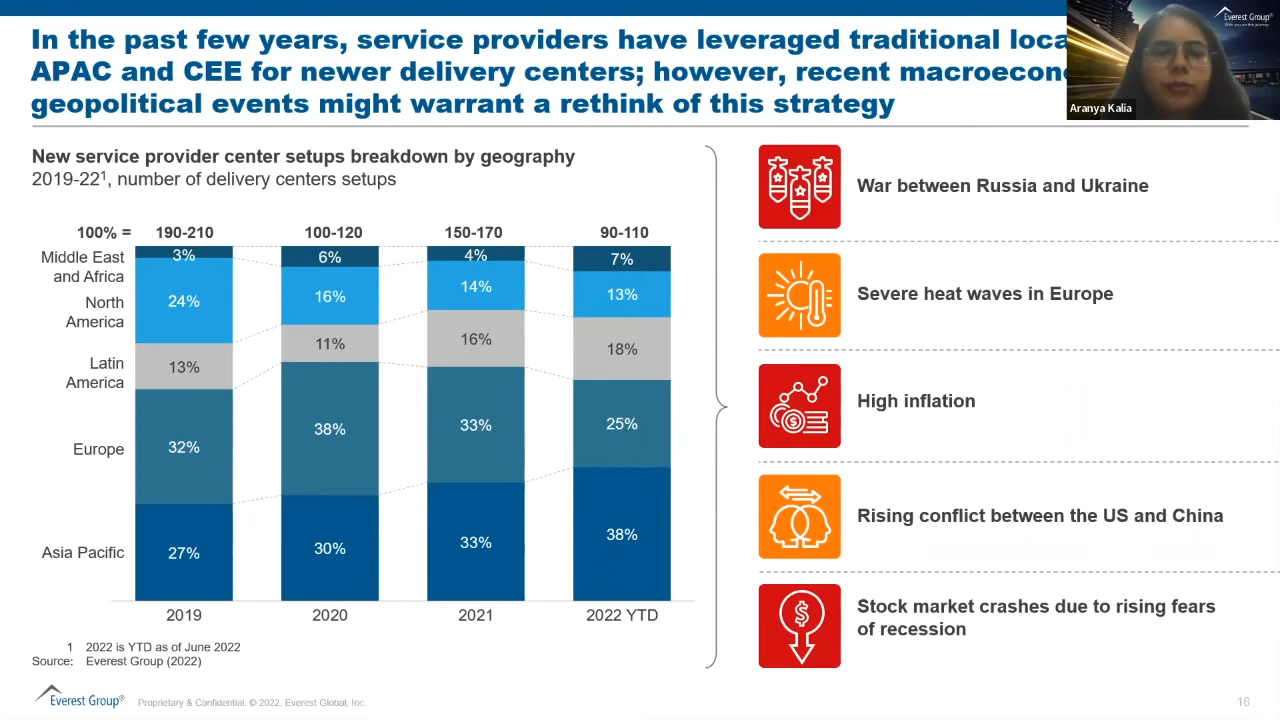 In the past few years, service providers have leveraged traditional
APAC and CEE for newer delivery centers; however, recent
geopolitical events might warrant a rethink of this strategy
Everest Group®
With you on the journey
Aranya Kalia
New service provider center setups breakdown by geography
2019-22¹, number of delivery centers setups
100% = 190-210 100-120 150-170 90-110
Middle East
and Africa
3% 6% 4% 7%
North
America
24% 16% 14% 13%
Latin
America
13% 11% 16% 18%
Europe
32% 38% 33% 25%
Asia Pacific
27% 30% 33% 38%
2019 2020 2021 2022 YTD
War between Russia and Ukraine
Severe heat waves in Europe
High inflation
Rising conflict between the US and China
Stock market crashes due to rising fears
of recession
1 2022 is YTD as of June 2022
Source: Everest Group (2022)
Everest Group® Proprietary & Confidential. © 2022, Everest Global, Inc.
16